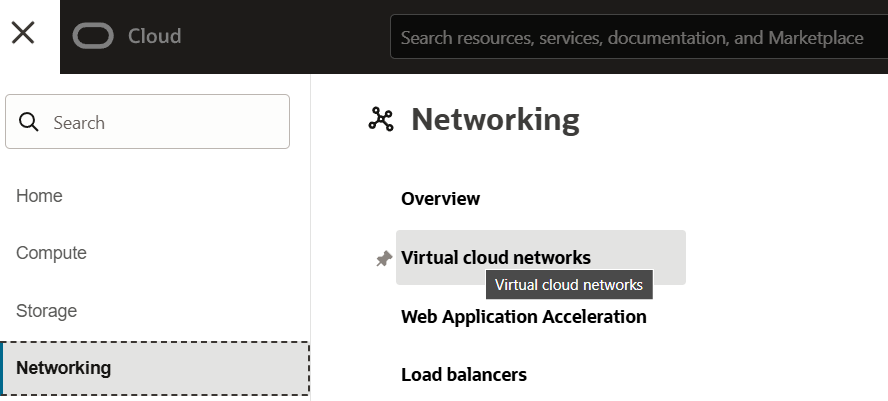 Cloud
Search resources, services, documentation, and Marketplace
Search
Home
Compute
Storage
Networking
Networking
Overview
Virtual cloud networks
Virtual cloud networks
Web Application Acceleration
Load balancers